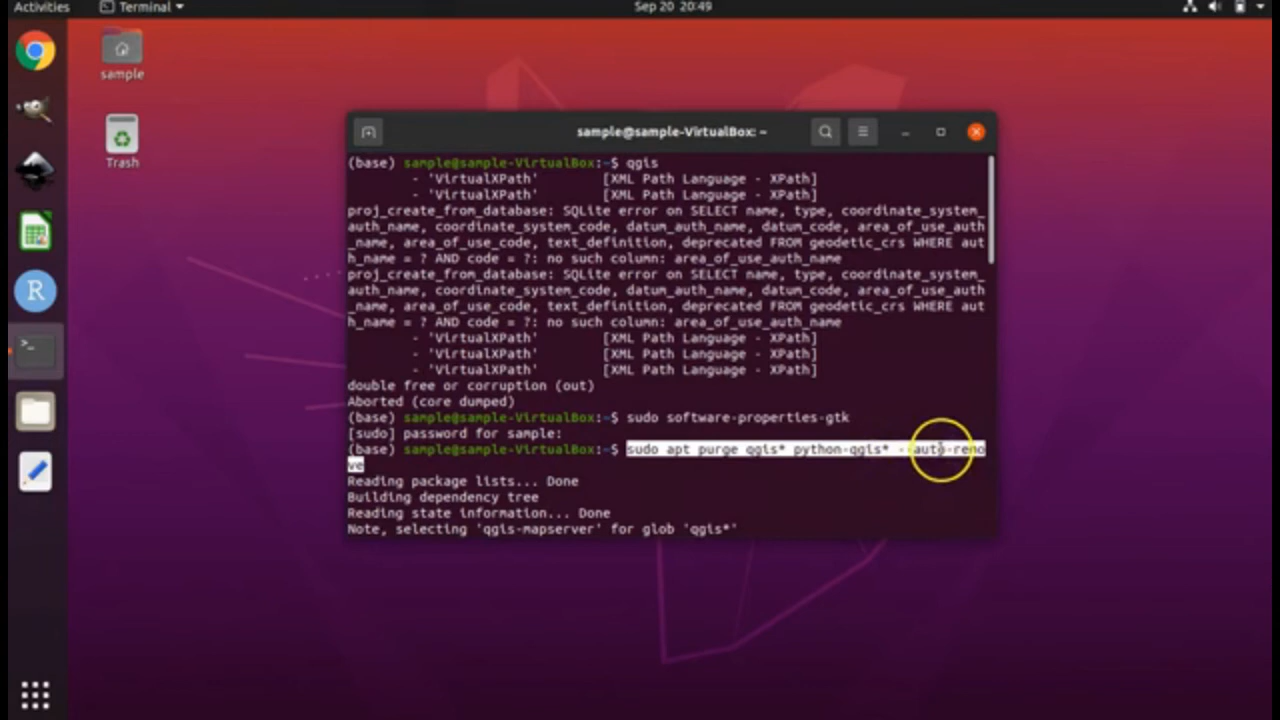 Activities
Terminal
Sep 20 20:49
sample
Trash
R
sample@sample-VirtualBox: ~
(base) sample@sample-VirtualBox:~$ qgis
- 'VirtualXPath' [XML Path Language - XPath]
- 'VirtualXPath' [XML Path Language - XPath]
proj_create_from_database: SQLite error on SELECT name, type, coordinate_system_
auth_name, coordinate_system_code, datum_auth_name, datum_code, area_of_use_auth
_name, area_of_use_code, text_definition, deprecated FROM geodetic_crs WHERE aut
h_name = ? AND code = ?: no such column: area_of_use_auth_name
proj_create_from_database: SQLite error on SELECT name, type, coordinate_system_
auth_name, coordinate_system_code, datum_auth_name, datum_code, area_of_use_auth
_name, area_of_use_code, text_definition, deprecated FROM geodetic_crs WHERE aut
h_name = ? AND code = ?: no such column: area_of_use_auth_name
- 'VirtualXPath' [XML Path Language - XPath]
- 'VirtualXPath' [XML Path Language - XPath]
- 'VirtualXPath' [XML Path Language - XPath]
double free or corruption (out)
Aborted (core dumped)
(base) sample@sample-VirtualBox:~$ sudo software-properties-gtk
[sudo] password for sample:
(base) sample@sample-VirtualBox:~$ sudo apt purge qgis* python-qgis* --auto-remo
ve
Reading package lists... Done
Building dependency tree
Reading state information... Done
Note, selecting 'qgis-mapserver' for glob 'qgis*'